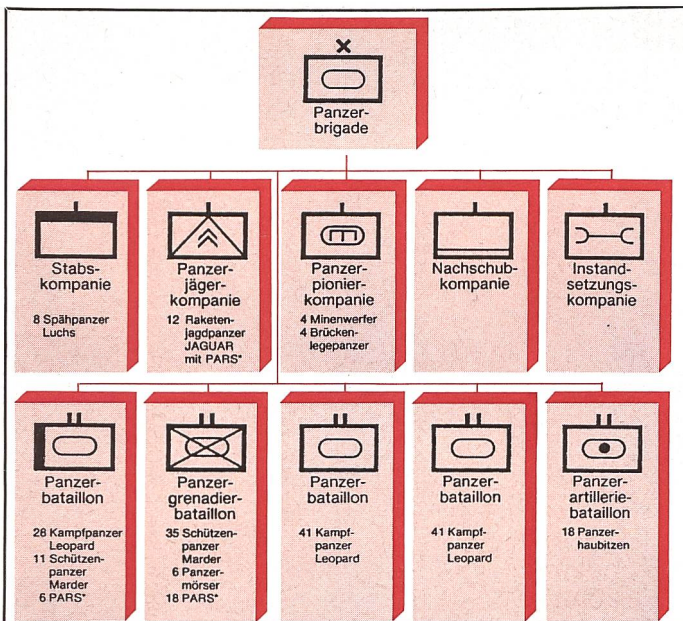 Panzer-
brigade
Stabs-
kompanie
8 Spähpanzer
Luchs
Panzer-
jäger-
kompanie
12 Raketen-
jagdpanzer
JAGUAR
mit PARS*
Panzer-
pionier-
kompanie
4 Minenwerfer
4 Brücken-
legepanzer
Nachschub-
kompanie
Instand-
setzungs-
kompanie
Panzer-
bataillon
28 Kampfpanzer
Leopard
11 Schützen-
panzer
Marder
6 PARS*
Panzer-
grenadier-
bataillon
35 Schützen-
panzer
Marder
6 Panzer-
mörser
18 PARS*
Panzer-
bataillon
41 Kampf-
panzer
Leopard
Panzer-
bataillon
41 Kampf-
panzer
Leopard
Panzer-
artillerie-
bataillon
18 Panzer-
haubitzen